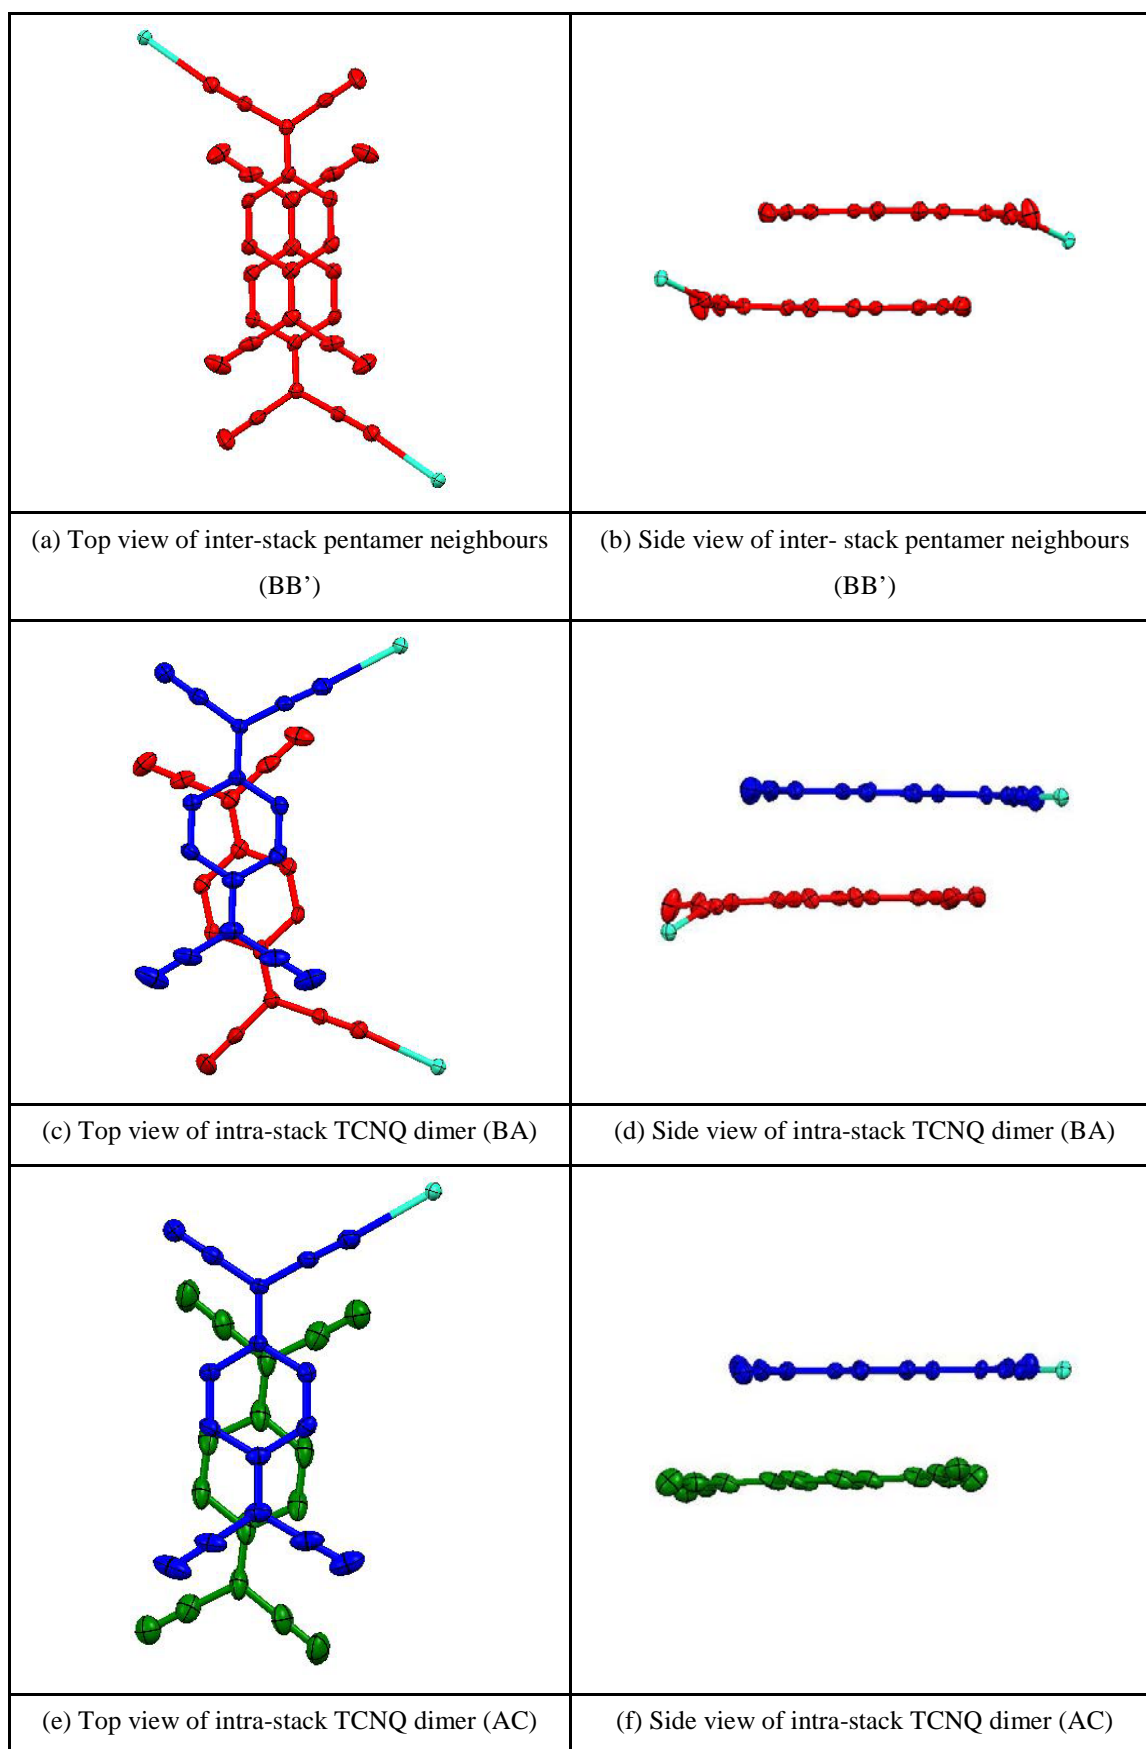 (a) Top view of inter-stack pentamer neighbours
(BB’)
(b) Side view of inter- stack pentamer neighbours
(BB’)
(c) Top view of intra-stack TCNQ dimer (BA)
(d) Side view of intra-stack TCNQ dimer (BA)
(e) Top view of intra-stack TCNQ dimer (AC)
(f) Side view of intra-stack TCNQ dimer (AC)